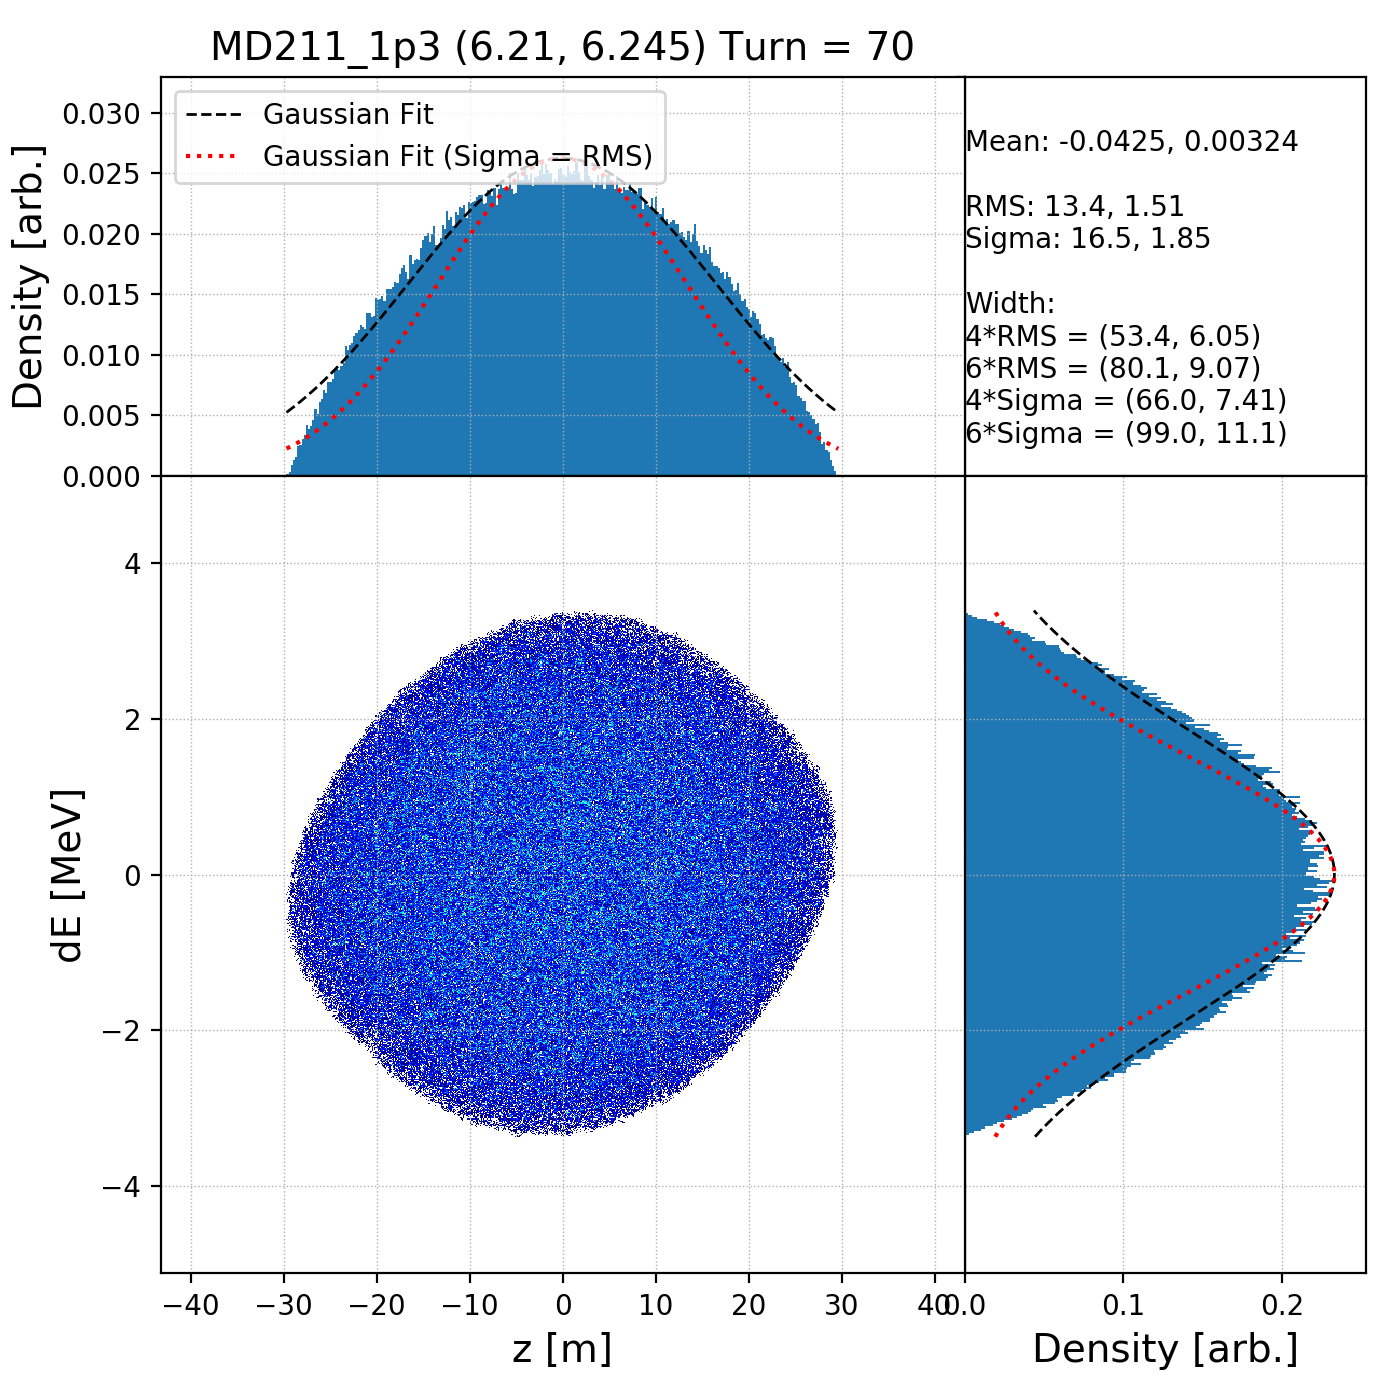 MD211_1p3 (6.21, 6.245) Turn = 70
Gaussian Fit
Gaussian Fit (Sigma = RMS)
Density [arb.]
0.030
0.025
0.020
0.015
0.010
0.005
0.000
Mean: -0.0425, 0.00324
RMS: 13.4, 1.51
Sigma: 16.5, 1.85
Width:
4*RMS = (53.4, 6.05)
6*RMS = (80.1, 9.07)
4*Sigma = (66.0, 7.41)
6*Sigma = (99.0, 11.1)
dE [MeV]
4
2
0
−2
−4
−40 −30 −20 −10 0 10 20 30 40
z [m]
0.0 0.1 0.2
Density [arb.]